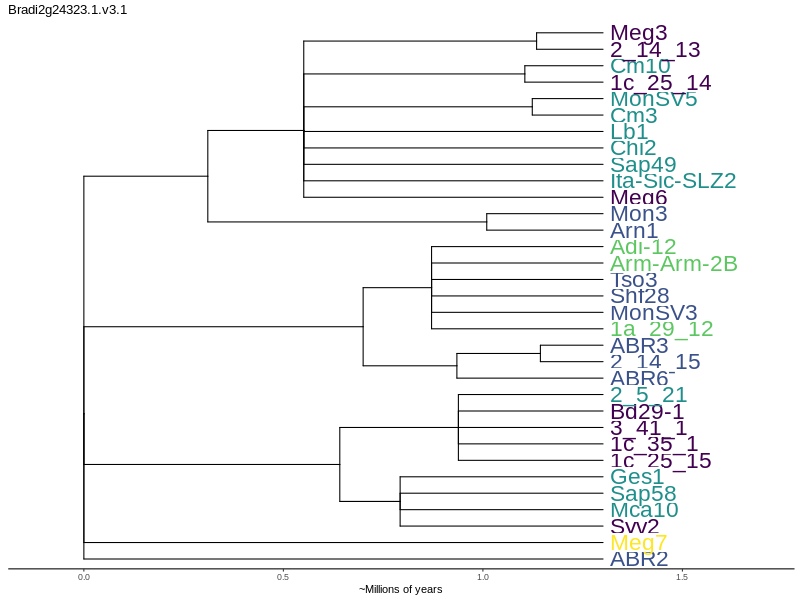 Bradi2g24323.1.v3.1
Meg3
2_14_13
Cm10
1c_25_14
MonSV5
Cm3
Lb1
Chi2
Sap49
Ita-Sic-SLZ2
Meg6
Mon3
Arn1
Adi-12
Arm-Arm-2B
Tso3
Shf28
MonSV3
1a_29_12
ABR3
2_14_15
ABR6
2_5_21
Bd29-1
3_41_1
1c_35_1
1c_25_15
Ges1
Sap58
Mca10
Meg7
ABR2
0.0 0.5 1.0 1.5
~Millions of years